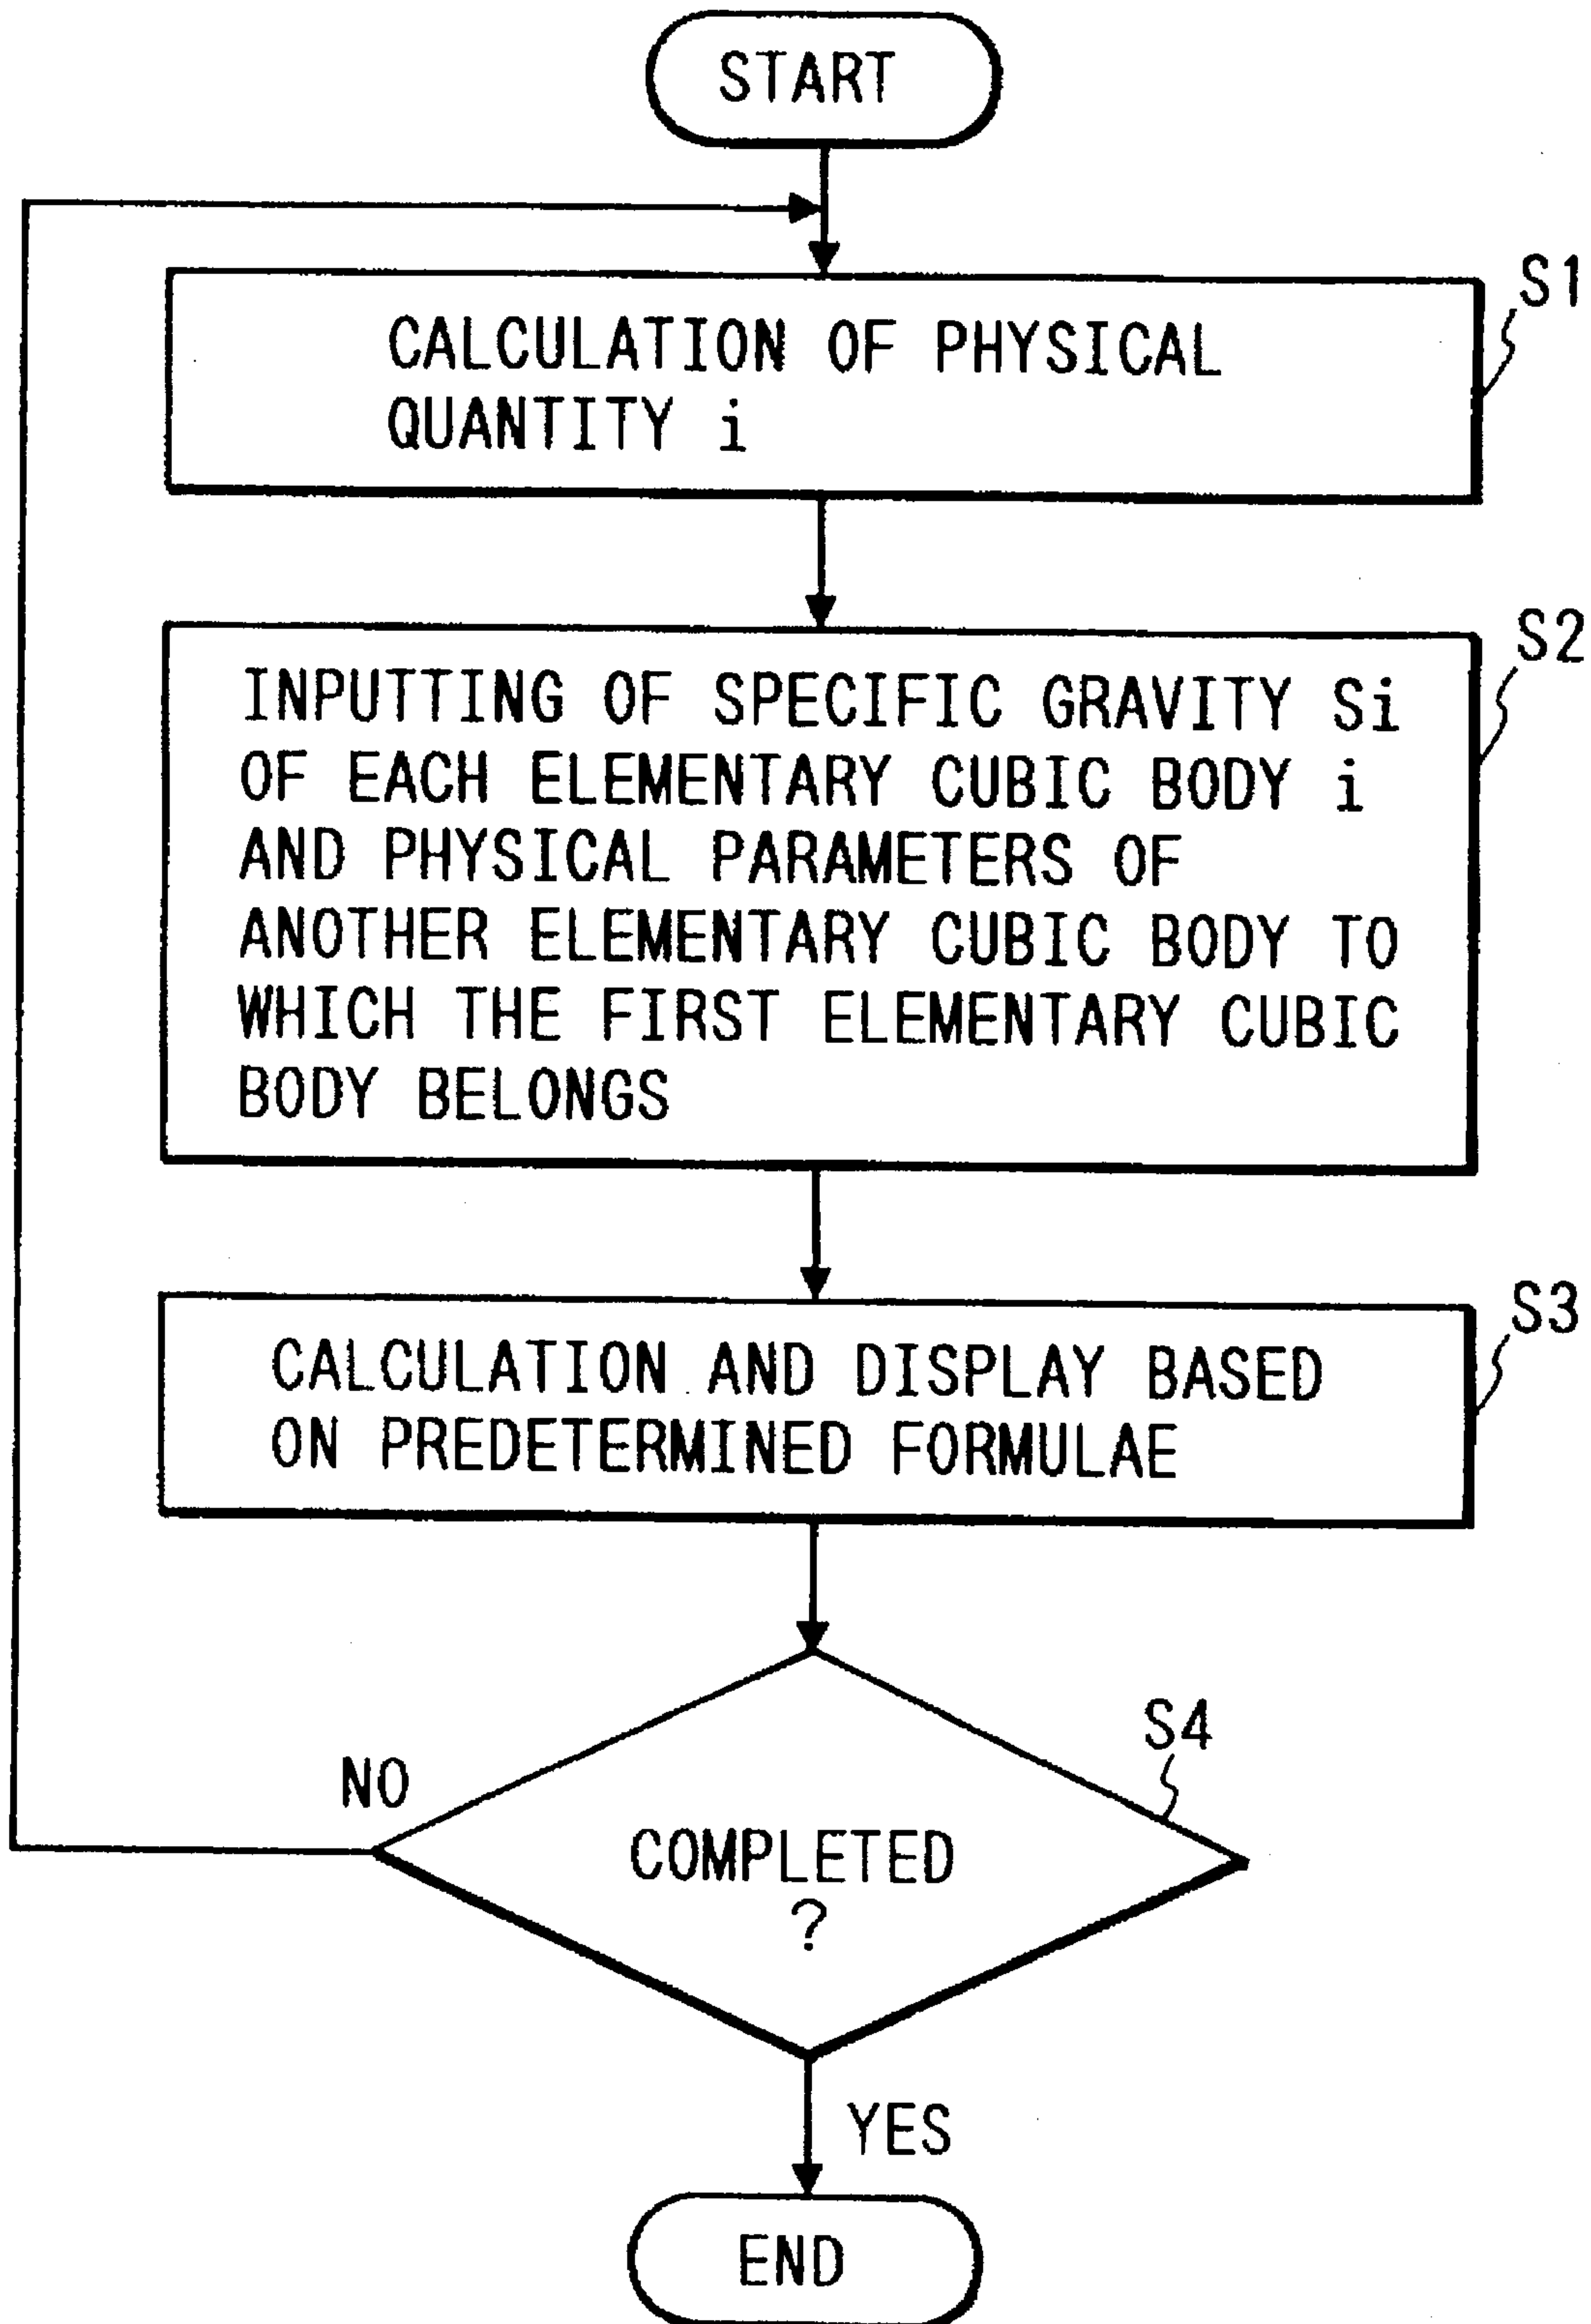 START
S1
CALCULATION OF PHYSICAL
QUANTITY i
S2
INPUTTING OF SPECIFIC GRAVITY Si
OF EACH ELEMENTARY CUBIC BODY i
AND PHYSICAL PARAMETERS OF
ANOTHER ELEMENTARY CUBIC BODY TO
WHICH THE FIRST ELEMENTARY CUBIC
BODY BELONGS
S3
CALCULATION AND DISPLAY BASED
ON PREDETERMINED FORMULAE
S4
NO
COMPLETED
?
YES
END